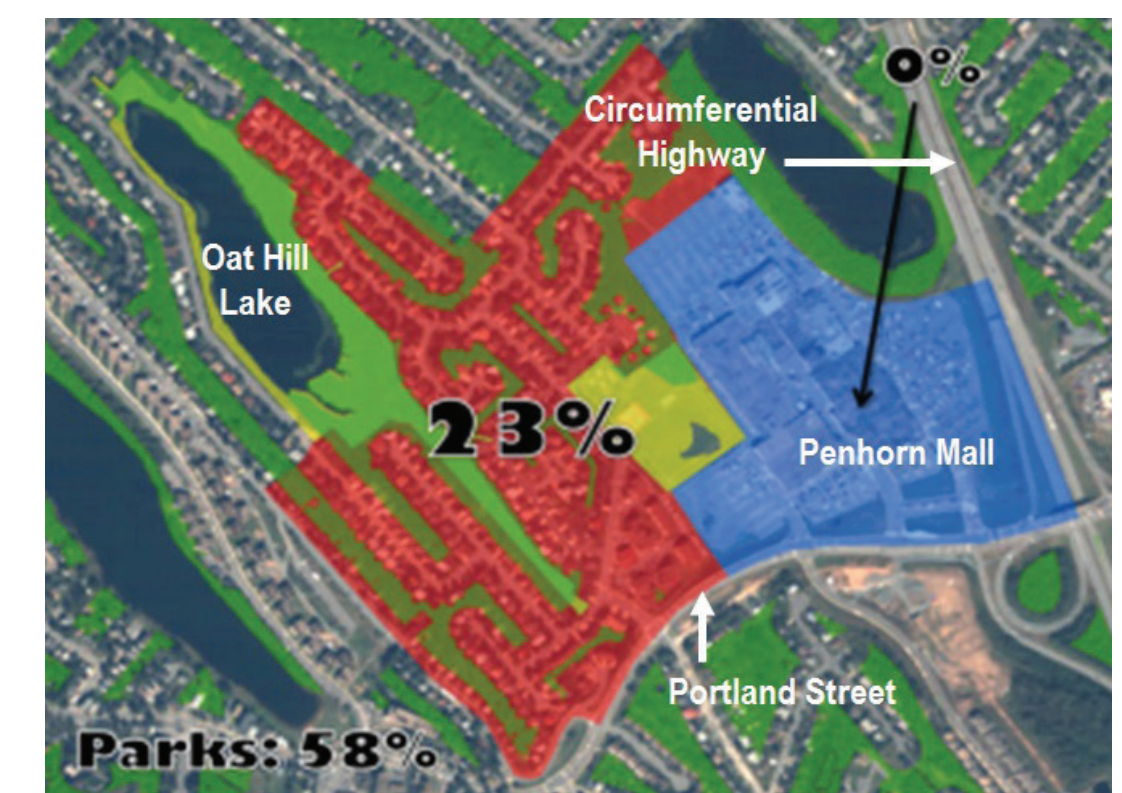 0%
Circumferential
Highway
Oat Hill
Lake
23%
Penhorn Mall
Portland Street
Parks: 58%